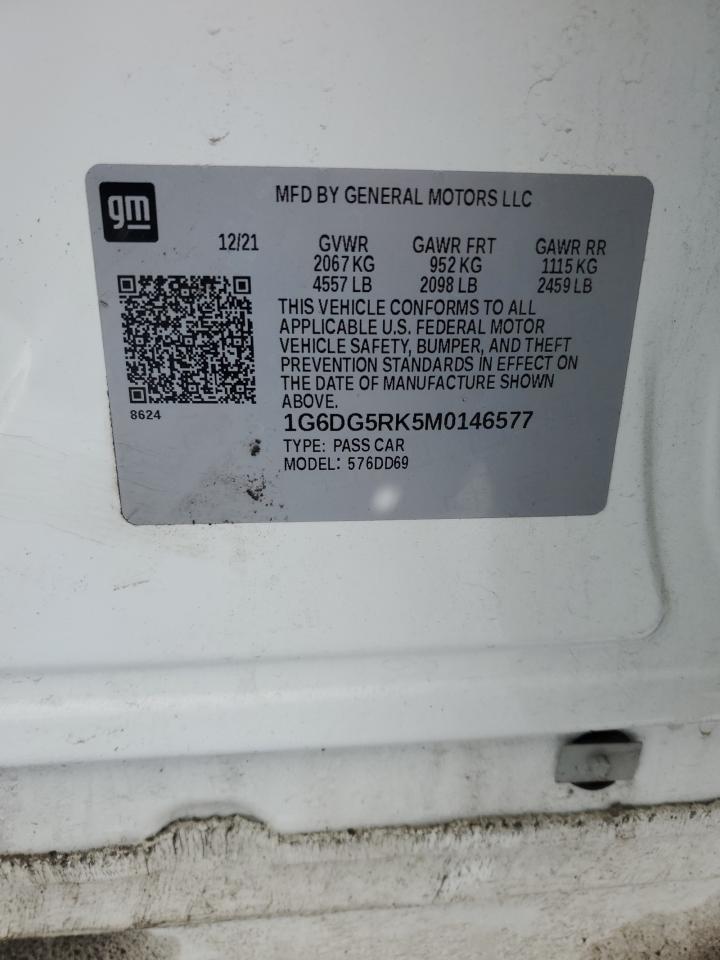 gm
MFD BY GENERAL MOTORS LLC
12/21 GVWR GAWR FRT GAWR RR
2067 KG 952 KG 1115 KG
4557 LB 2098 LB 2459 LB
THIS VEHICLE CONFORMS TO ALL
APPLICABLE U.S. FEDERAL MOTOR
VEHICLE SAFETY, BUMPER, AND THEFT
PREVENTION STANDARDS IN EFFECT ON
THE DATE OF MANUFACTURE SHOWN
ABOVE.
8624
1G6DG5RK5M0146577
TYPE: PASS CAR
MODEL: 576DD69